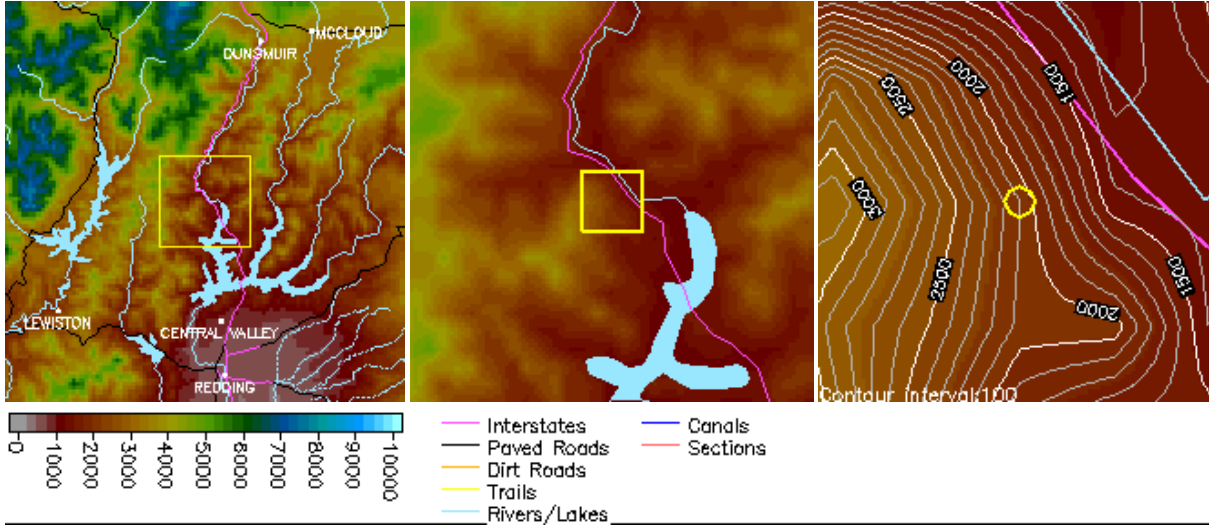 MCCLOUD
DUNSMUIR
LEWISTON
CENTRAL VALLEY
REDDING
2500
2000
1500
3000
2500
2000
1500
Contour interval:100
0
1000
2000
3000
4000
5000
6000
7000
8000
9000
10000
Interstates
Paved Roads
Dirt Roads
Trails
Rivers/Lakes
Canals
Sections